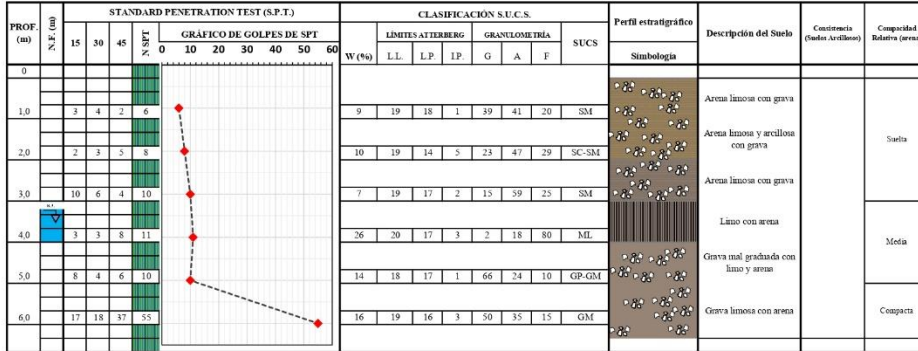 PROF. (m) N.F. (m) STANDARD PENETRATION TEST (S.P.T.) CLASIFICACIÓN S.U.C.S. Perfil estratigráfico Descripción del Suelo Consistencia (Suelos Arcillosos) Compacidad Relativa (arena)
15 30 45 N SPT GRÁFICO DE GOLPES DE SPT LÍMITES ATTERBERG GRANULOMETRÍA SUCS
0 10 20 30 40 50 60 W (%) L.L. L.P. I.P. G A F Simbología
0
Arena limosa con grava
1,0 3 4 2 6 9 19 18 1 39 41 20 SM
Arena limosa y arcillosa con grava Suelta
2,0 2 3 5 8 10 19 14 5 23 47 29 SC-SM
Arena limosa con grava
3,0 10 6 4 10 7 19 17 2 15 59 25 SM
Limo con arena
4,0 3 3 8 11 26 20 17 3 2 18 80 ML Media
Grava mal graduada con limo y arena
5,0 8 4 6 10 14 18 17 1 66 24 10 GP-GM
Grava limosa con arena Compacta
6,0 17 18 37 55 16 19 16 3 50 35 15 GM